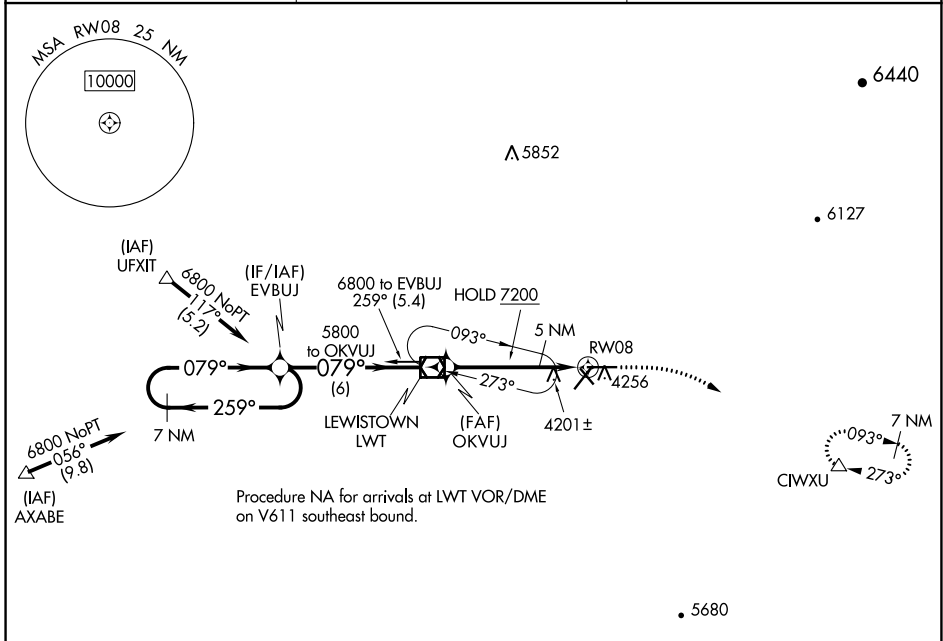 MSA RW08 25 NM
10000
6440
5852
6127
(IAF)
UFXIT
6800 NoPT
117°
(5.2)
(IF/IAF)
EVBUJ
6800 to EVBUJ
259° (5.4)
HOLD 7200
5800
to OKVUJ
079°
(6)
093°
5 NM
273°
RW08
4256
079°
259°
7 NM
LEWISTOWN
LWT
(FAF)
OKVUJ
4201±
6800 NoPT
056°
(9.8)
(IAF)
AXABE
7 NM
093°
273°
CIWXU
Procedure NA for arrivals at LWT VOR/DME
on V611 southeast bound.
5680